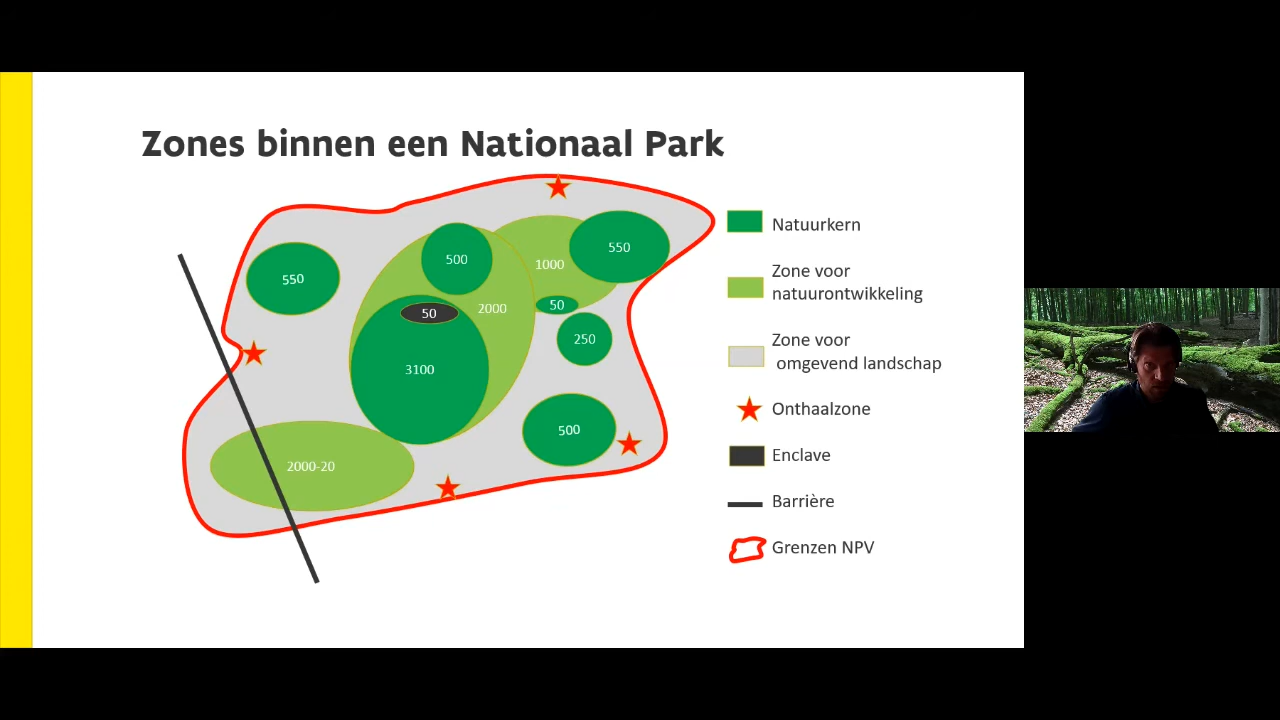 Zones binnen een Nationaal Park
550
500
1000
550
50
2000
50
250
3100
500
2000-20
Natuurkern
Zone voor
natuurontwikkeling
Zone voor
omgevend landschap
Onthaalzone
Enclave
Barrière
Grenzen NPV